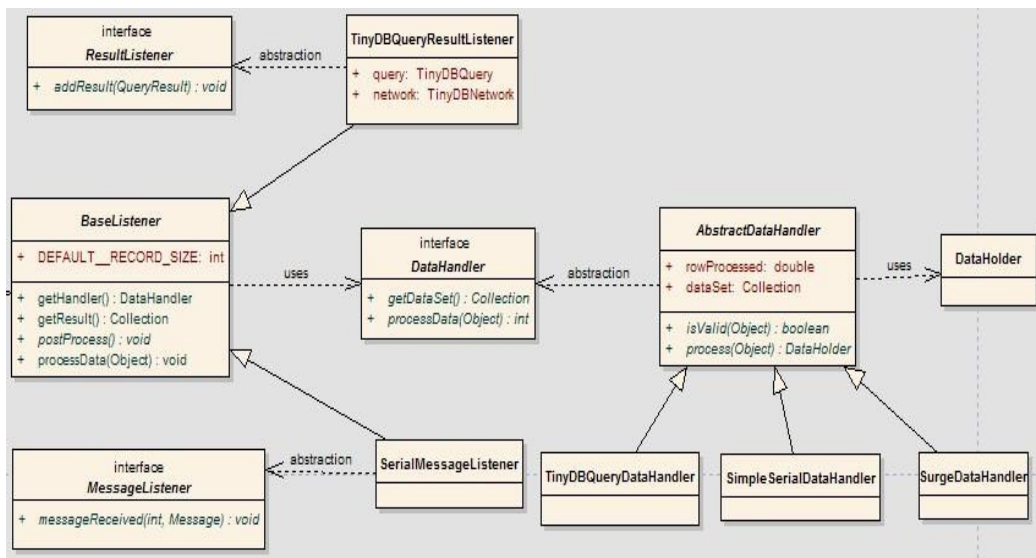 interface
ResultListener
+ addResult(QueryResult) : void
abstraction
TinyDBQueryResultListener
+ query: TinyDBQuery
+ network: TinyDBNetwork
BaseListener
+ DEFAULT__RECORD_SIZE: int
+ getHandler() : DataHandler
+ getResult() : Collection
+ postProcess() : void
+ processData(Object) : void
uses
interface
DataHandler
+ getDataSet() : Collection
+ processData(Object) : int
abstraction
AbstractDataHandler
+ rowProcessed: double
+ dataSet: Collection
+ isValid(Object) : boolean
+ process(Object) : DataHolder
uses
DataHolder
interface
MessageListener
+ messageReceived(int, Message) : void
abstraction
SerialMessageListener
TinyDBQueryDataHandler
SimpleSerialDataHandler
SurgeDataHandler